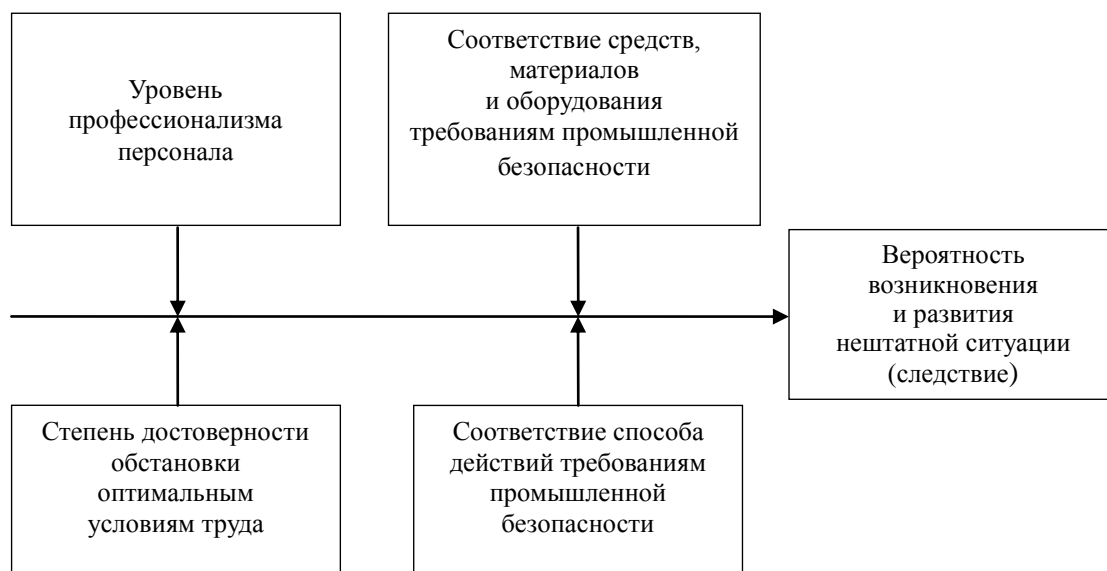 Уровень
профессионализма
персонала
Соответствие средств,
материалов
и оборудования
требованиям промышленной
безопасности
Вероятность
возникновения
и развития
нештатной ситуации
(следствие)
Степень достоверности
обстановки
оптимальным
условиям труда
Соответствие способа
действий требованиям
промышленной
безопасности